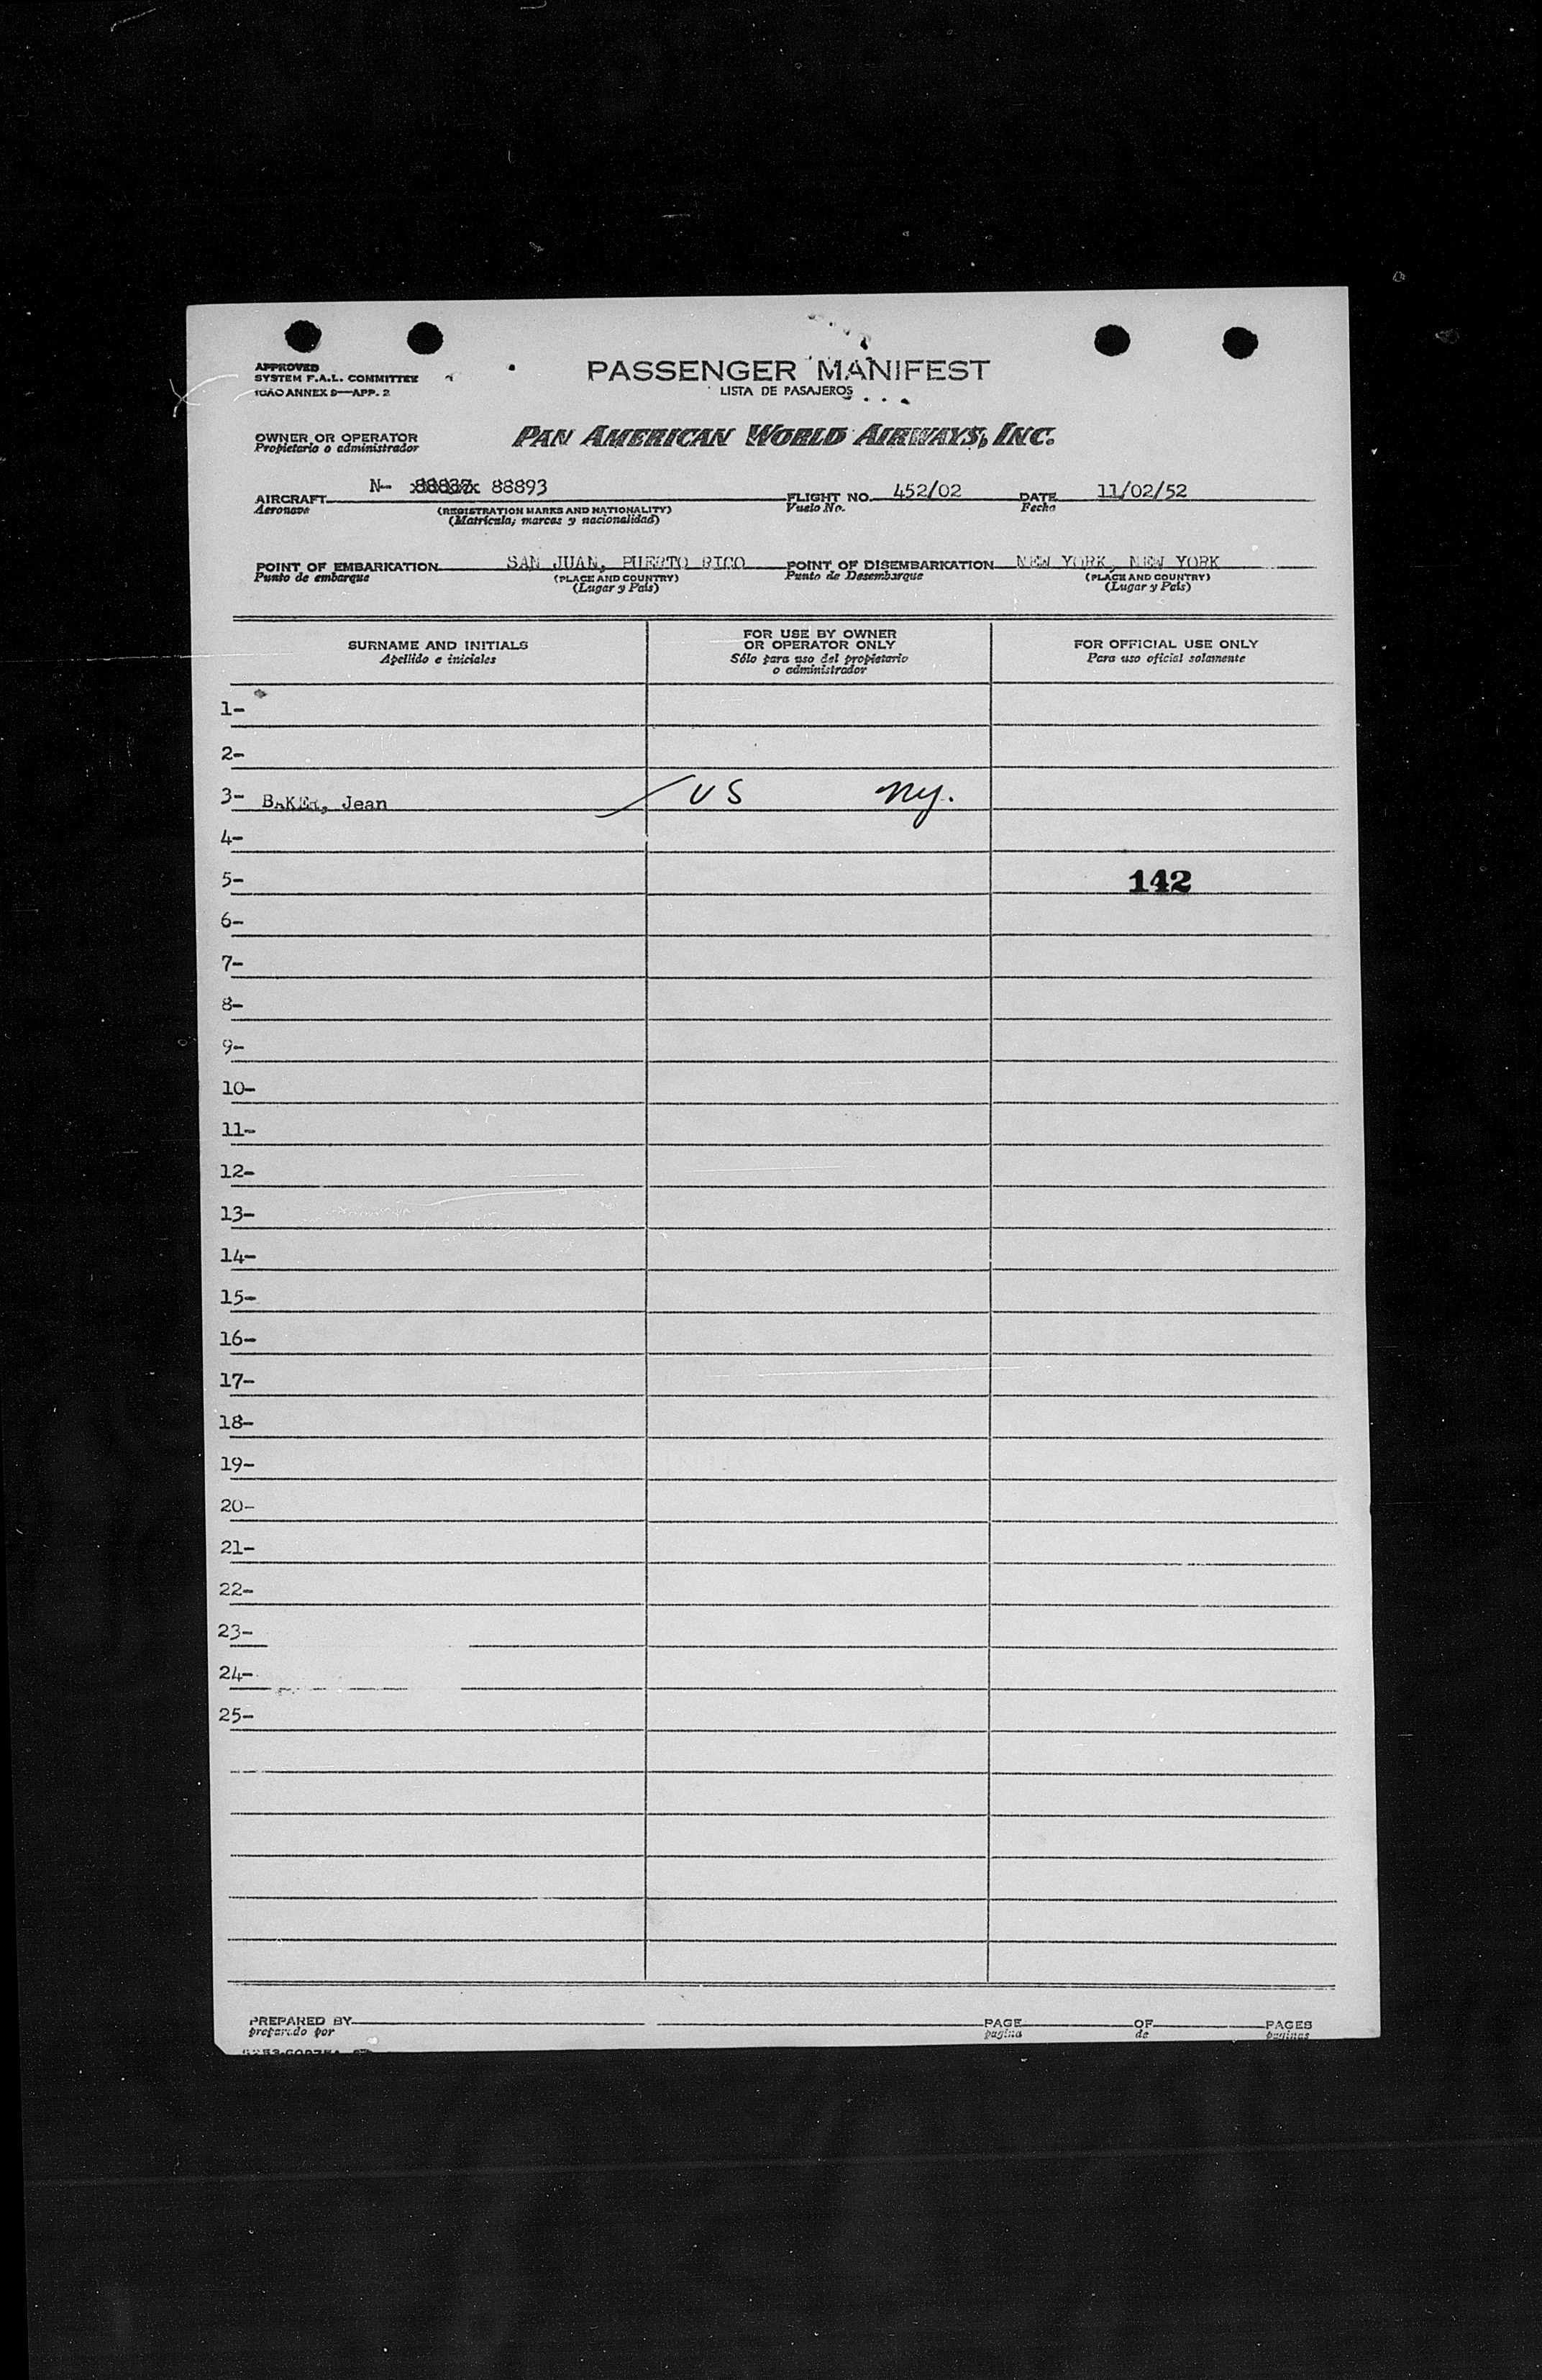 APPROVED
SYSTEM F.A.L. COMMITTEE
ICAO ANNEX 9—APP. 2
PASSENGER MANIFEST
LISTA DE PASAJEROS
OWNER OR OPERATOR
Propietario o administrador
PAN AMERICAN WORLD AIRWAYS, INC.
AIRCRAFT N- 88893 FLIGHT NO. 452/02 DATE 11/02/52
Aeronave (REGISTRATION MARKS AND NATIONALITY) Vuelo No. Fecha
(Matrícula, marcas y nacionalidad)
POINT OF EMBARKATION SAN JUAN, PUERTO RICO POINT OF DISEMBARKATION NEW YORK, NEW YORK
Punto de embarque (PLACE AND COUNTRY) Punto de Desembarque (PLACE AND COUNTRY)
(Lugar y País) (Lugar y País)
SURNAME AND INITIALS
Apellido e iniciales
FOR USE BY OWNER
OR OPERATOR ONLY
Sólo para uso del propietario
o administrador
FOR OFFICIAL USE ONLY
Para uso oficial solamente
1-
2-
3- BAKER, Jean US NY.
4-
5- 142
6-
7-
8-
9-
10-
11-
12-
13-
14-
15-
16-
17-
18-
19-
20-
21-
22-
23-
24-
25-
PREPARED BY PAGE OF PAGES
preparado por pagina de paginas